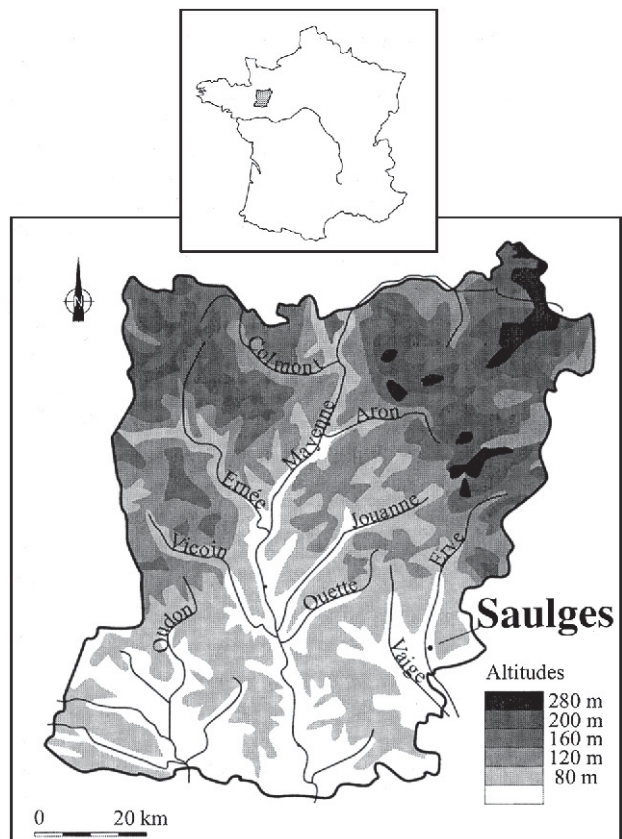 N
Colmont
Mayenne
Aron
Ernée
Jouanne
Vicoin
Erve
Ouette
Oudon
Saulges
Vaige
Altitudes
280 m
200 m
160 m
120 m
80 m
0 20 km